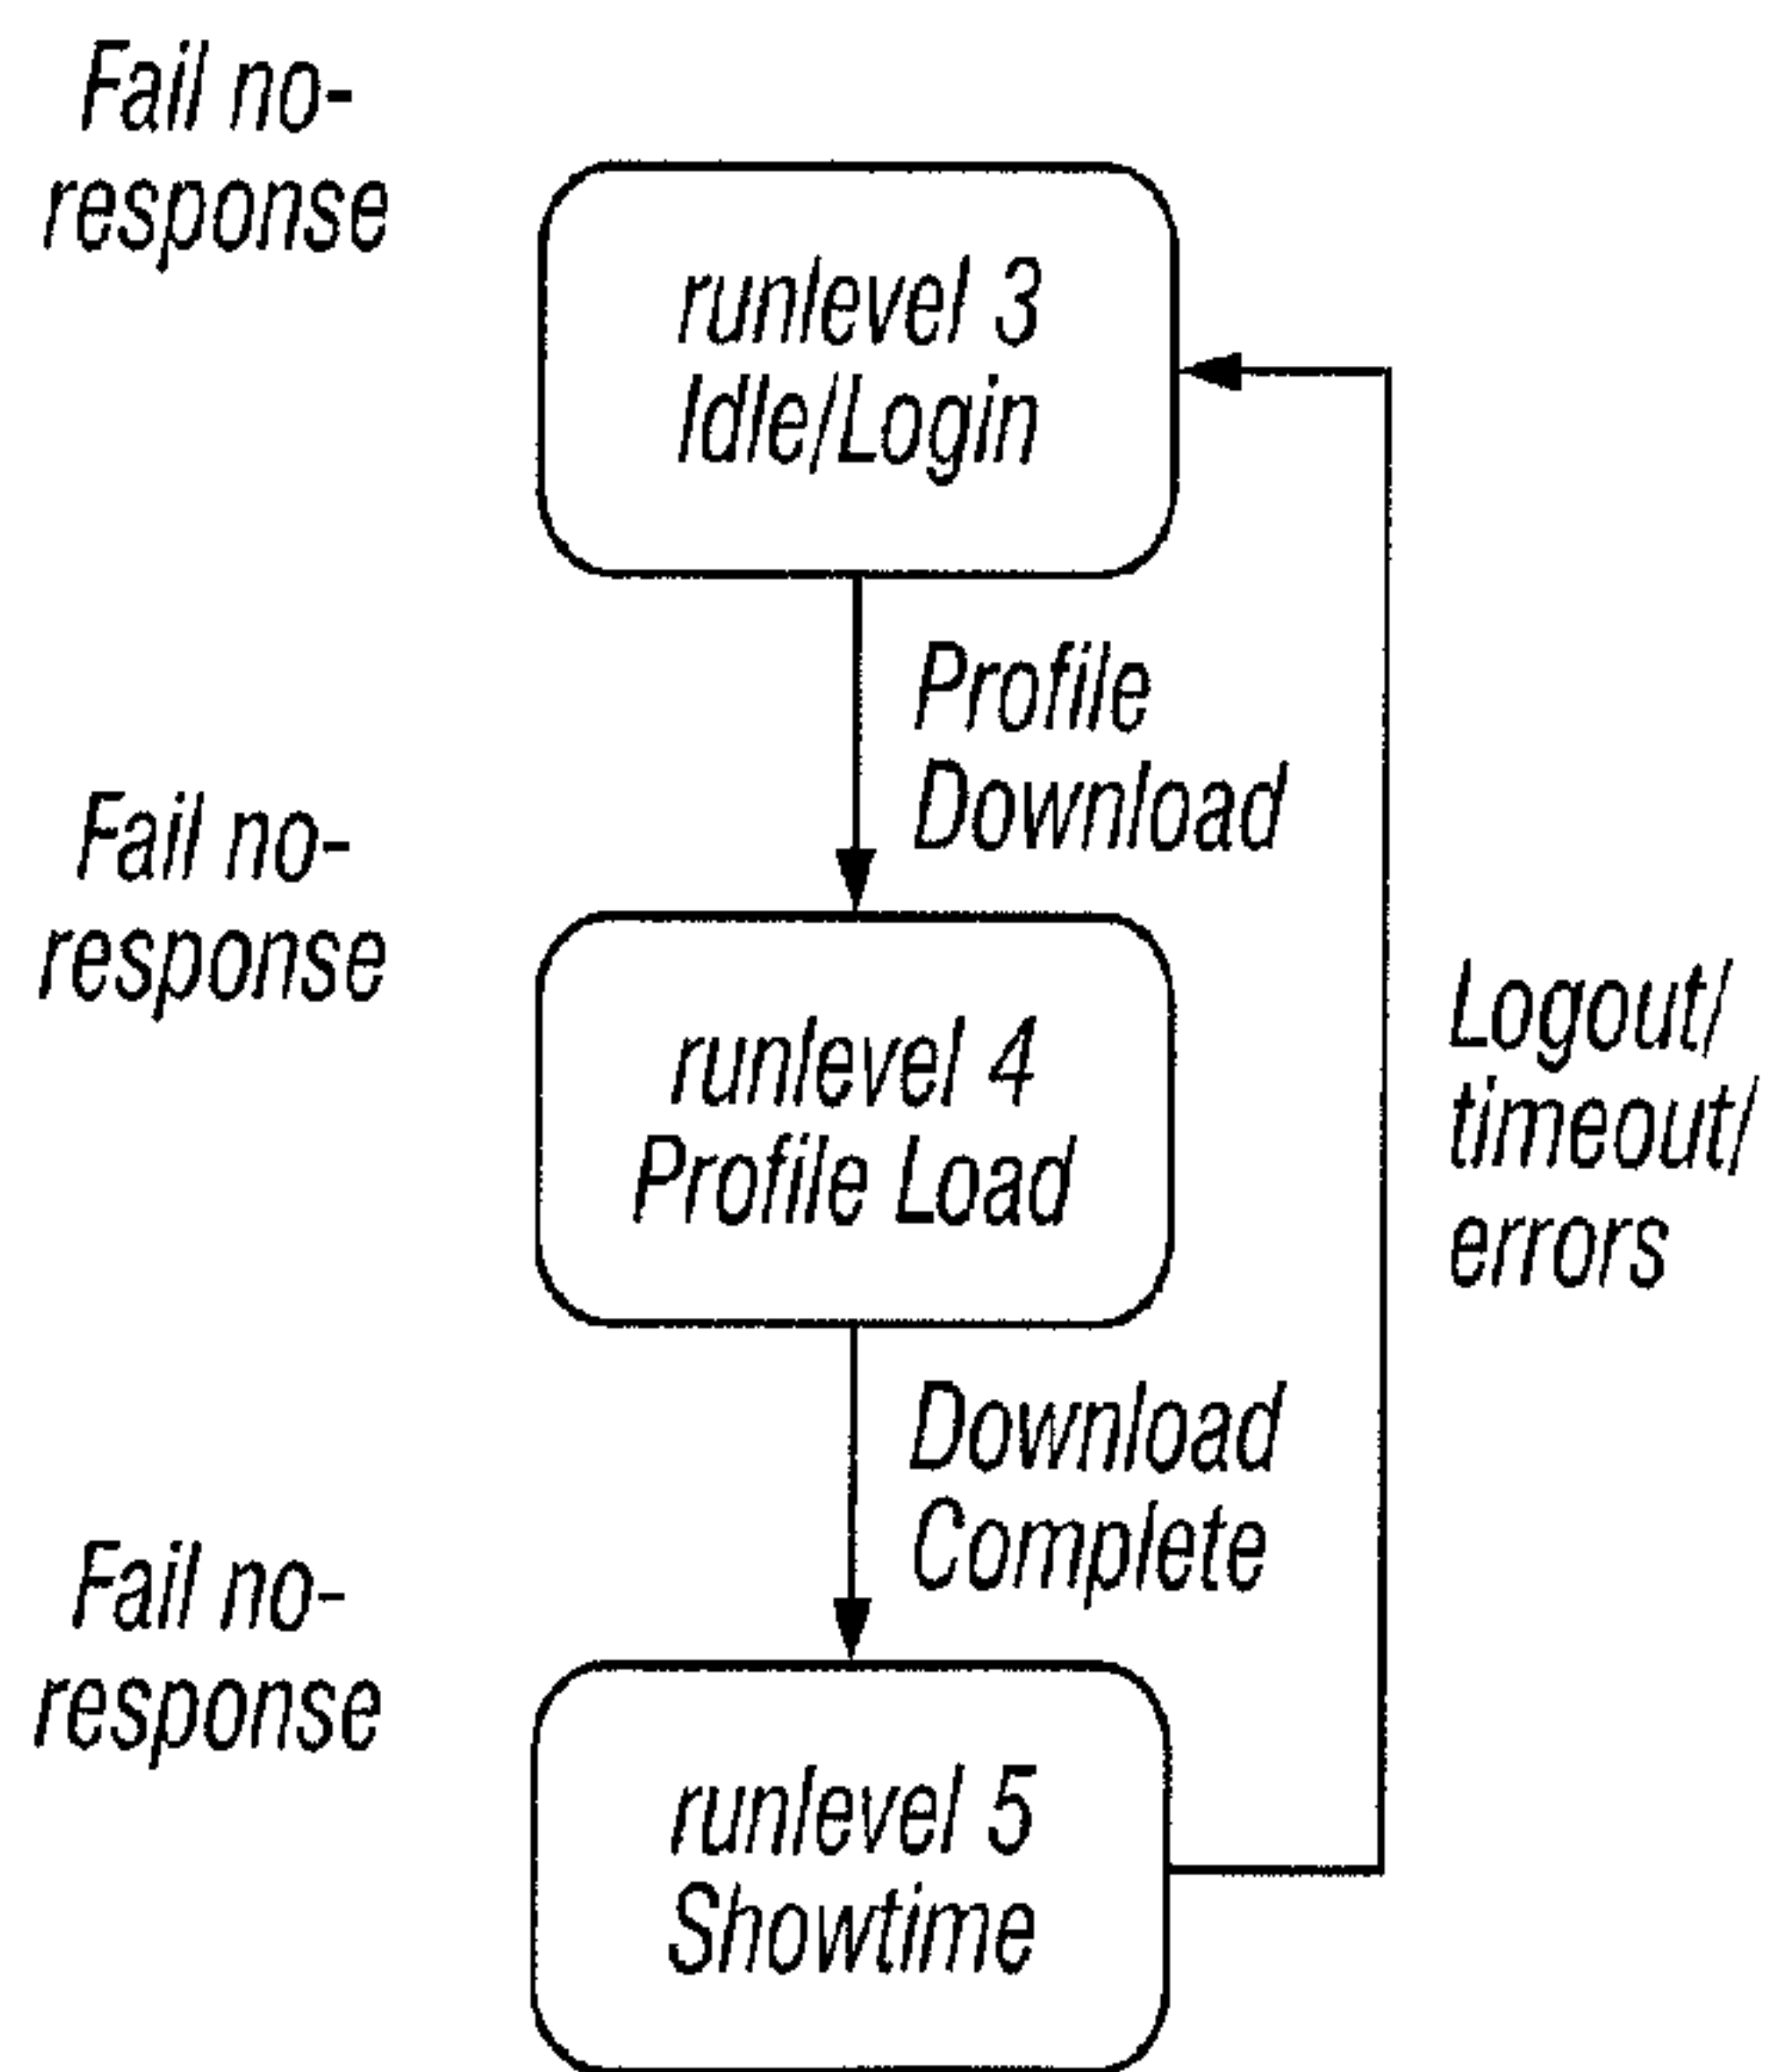 Fail no-
response
runlevel 3
Idle/Login
Profile
Download
Fail no-
response
runlevel 4
Profile Load
Logout/
timeout/
errors
Download
Complete
Fail no-
response
runlevel 5
Showtime